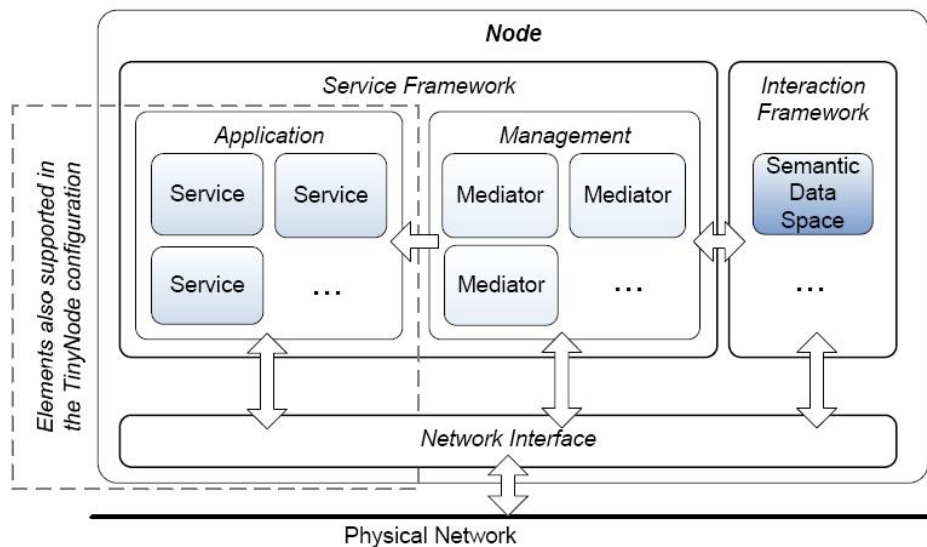 Node
Service Framework
Interaction
Framework
Application
Management
Service
Service
Service
...
Mediator
Mediator
Mediator
...
Semantic
Data
Space
...
Elements also supported in
the TinyNode configuration
Network Interface
Physical Network